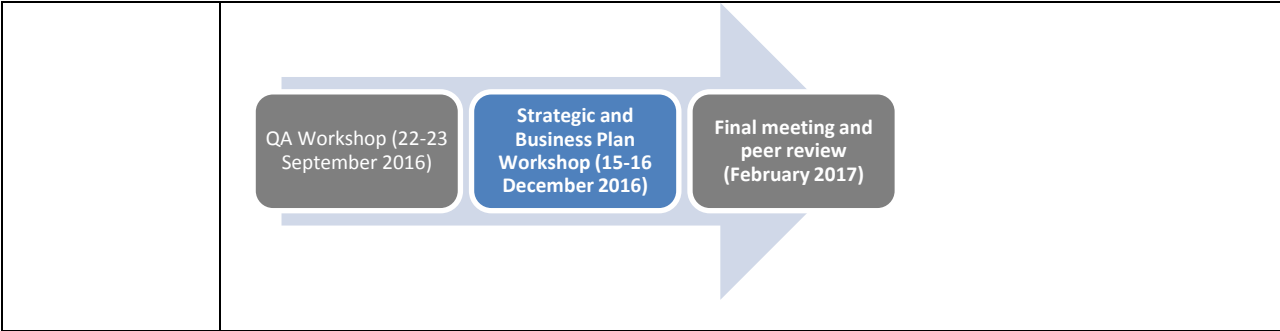 QA Workshop (22-23
September 2016)
Strategic and
Business Plan
Workshop (15-16
December 2016)
Final meeting and
peer review
(February 2017)